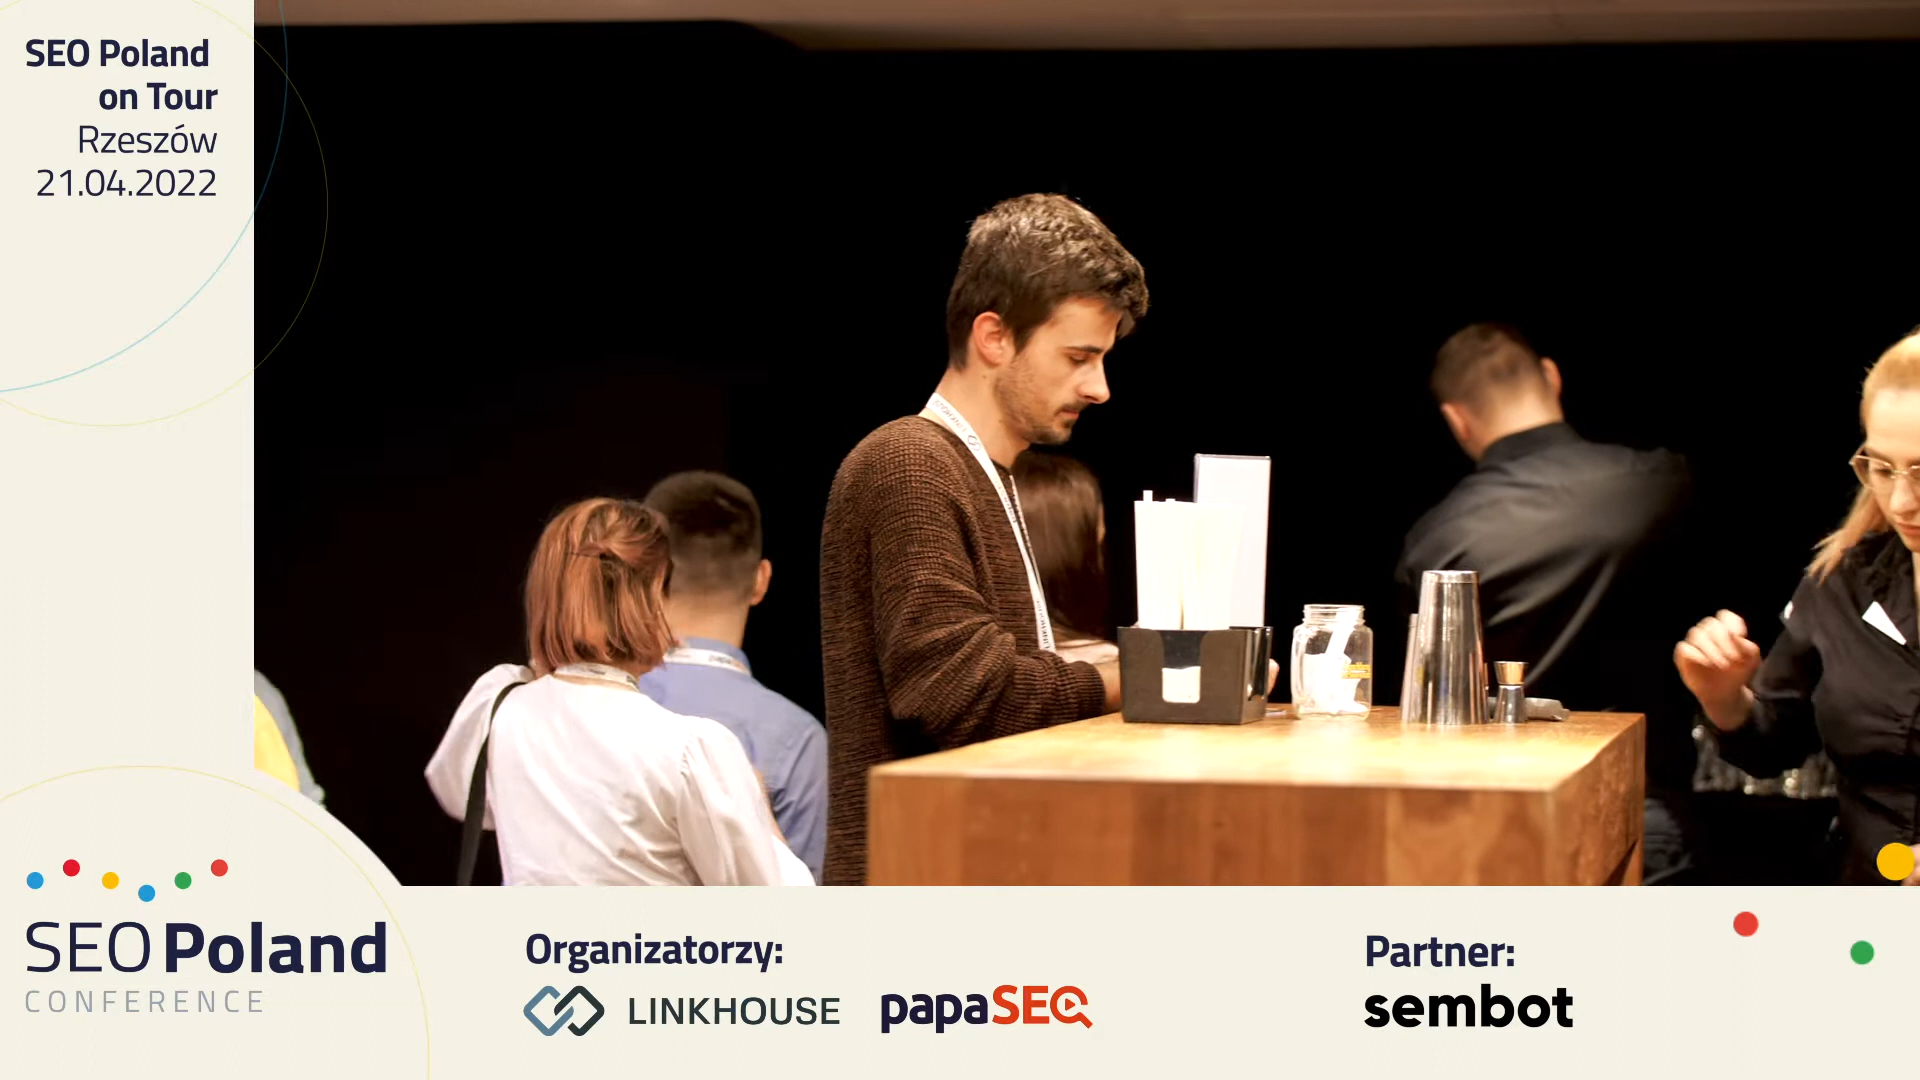 SEO Poland
on Tour
Rzeszów
21.04.2022
SEO Poland
CONFERENCE
Organizatorzy:
LINKHOUSE
papaSEO
Partner:
sembot